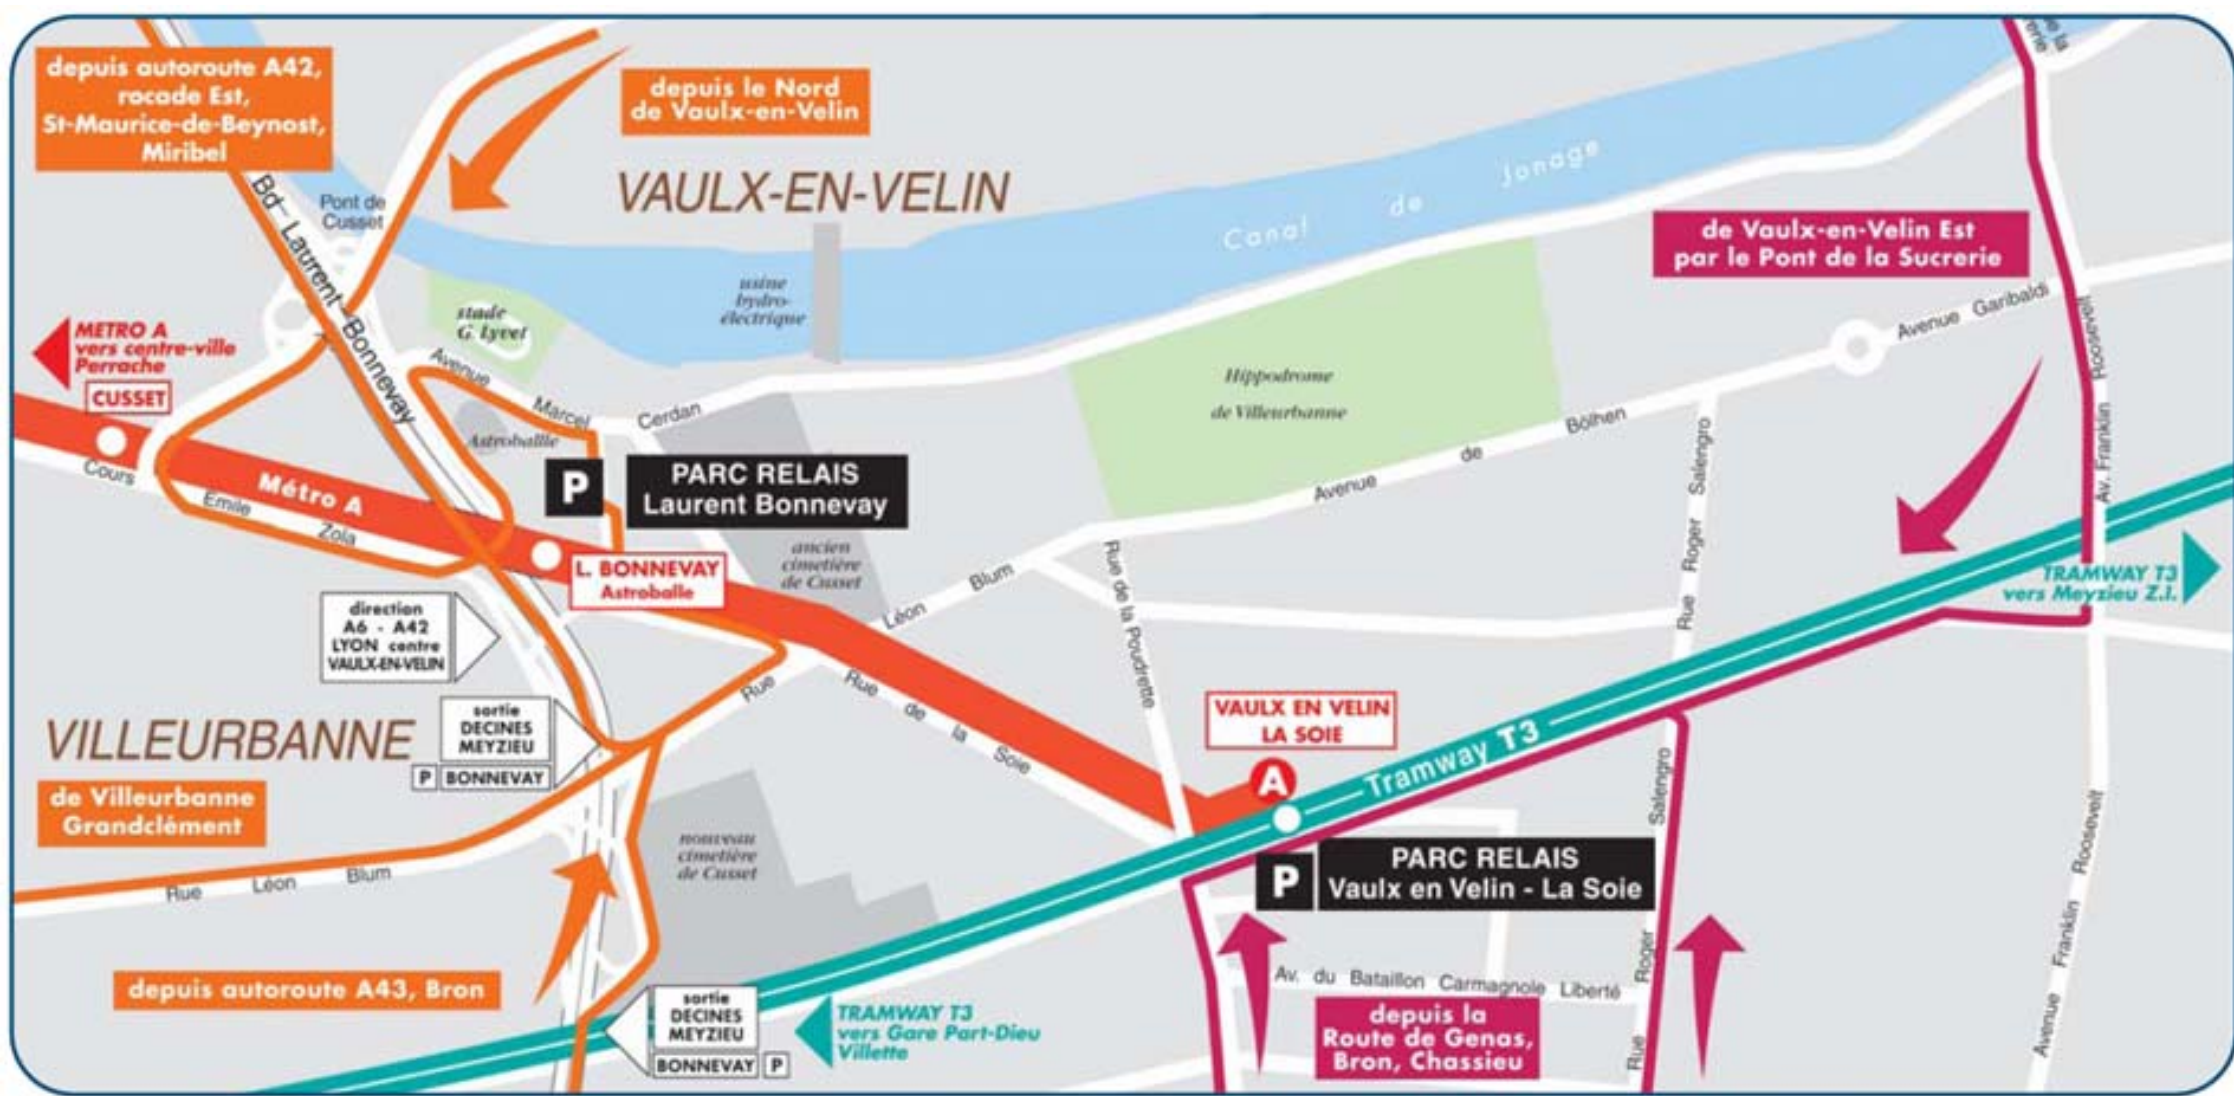 depuis autoroute A42,
rocade Est,
St-Maurice-de-Beynost,
Miribel
depuis le Nord
de Vaulx-en-Velin
VAULX-EN-VELIN
Pont de
Cusset
Bd Laurent Bonnevay
Canal de Jonage
de la
de Vaulx-en-Velin Est
par le Pont de la Sucrerie
usine
hydro-
électrique
stade
G. Lyvet
METRO A
vers centre-ville
Perrache
CUSSET
Avenue Marcel Cerdan
Astroballle
Hippodrome
de Villeurbanne
Avenue Garibaldi
Avenue de Bölhen
Av. Franklin Roosevelt
Rue Roger Salengro
Cours Emile Zola
Métro A
P
PARC RELAIS
Laurent Bonnevay
ancien
cimetière
de Cusset
L. BONNEVAY
Astroballe
Rue Léon Blum
Rue de la Poudrette
TRAMWAY T3
vers Meyzieu Z.I.
direction
A6 - A42
LYON centre
VAULX-EN-VELIN
Rue de la Soie
sortie
DECINES
MEYZIEU
P BONNEVAY
VILLEURBANNE
VAULX EN VELIN
LA SOIE
A
Tramway T3
de Villeurbanne
Grandclément
Rue Léon Blum
nouveau
cimetière
de Cusset
P
PARC RELAIS
Vaulx en Velin - La Soie
Rue Roger Salengro
Avenue Franklin Roosevelt
Av. du Bataillon Carmagnole Liberté
depuis autoroute A43, Bron
sortie
DECINES
MEYZIEU
BONNEVAY P
TRAMWAY T3
vers Gare Part-Dieu
Villette
depuis la
Route de Genas,
Bron, Chassieu